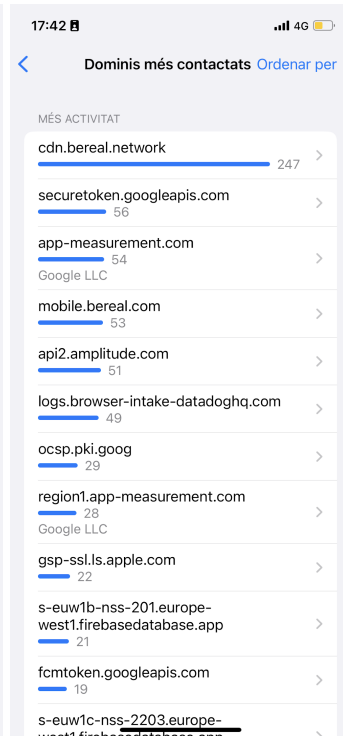 17:42
4G
Dominis més contactats Ordenar per
MÉS ACTIVITAT
cdn.bereal.network
247
securetoken.googleapis.com
56
app-measurement.com
54
Google LLC
mobile.bereal.com
53
api2.amplitude.com
51
logs.browser-intake-datadoghq.com
49
ocsp.pki.goog
29
region1.app-measurement.com
28
Google LLC
gsp-ssl.ls.apple.com
22
s-euw1b-nss-201.europe-
west1.firebasedatabase.app
21
fcmtoken.googleapis.com
19
s-euw1c-nss-2203.europe-
west1.firebasedatabase.app